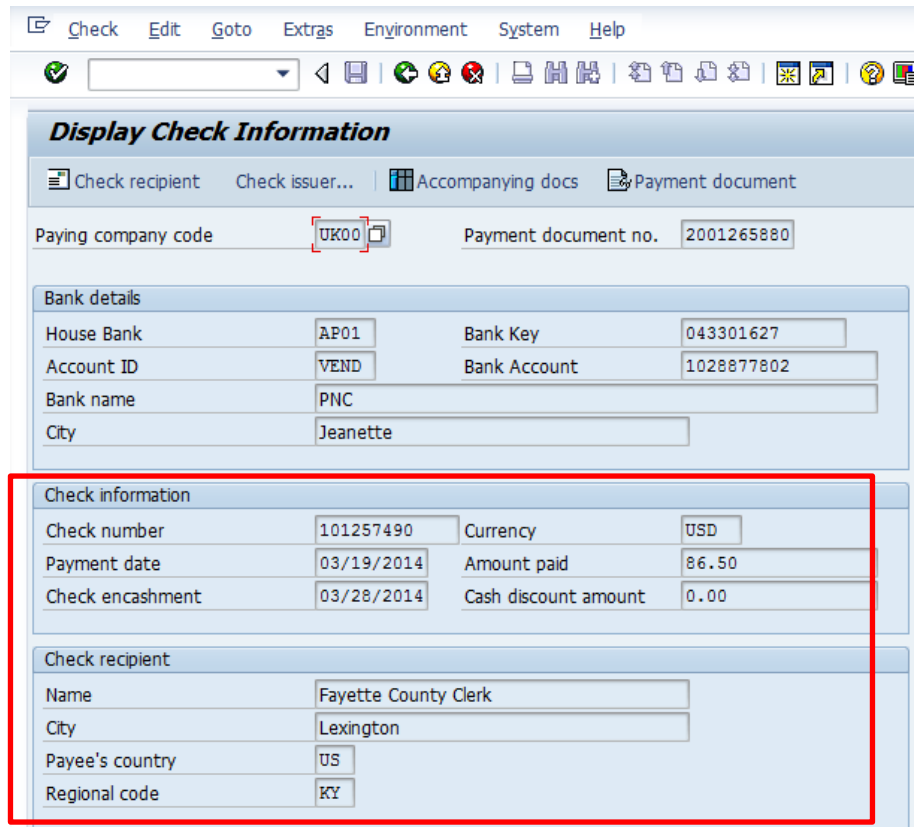 Check Edit Goto Extras Environment System Help
Display Check Information
Check recipient Check issuer... Accompanying docs Payment document
Paying company code UK00 Payment document no. 2001265880
Bank details
House Bank AP01 Bank Key 043301627
Account ID VEND Bank Account 1028877802
Bank name PNC
City Jeanette
Check information
Check number 101257490 Currency USD
Payment date 03/19/2014 Amount paid 86.50
Check encashment 03/28/2014 Cash discount amount 0.00
Check recipient
Name Fayette County Clerk
City Lexington
Payee's country US
Regional code KY